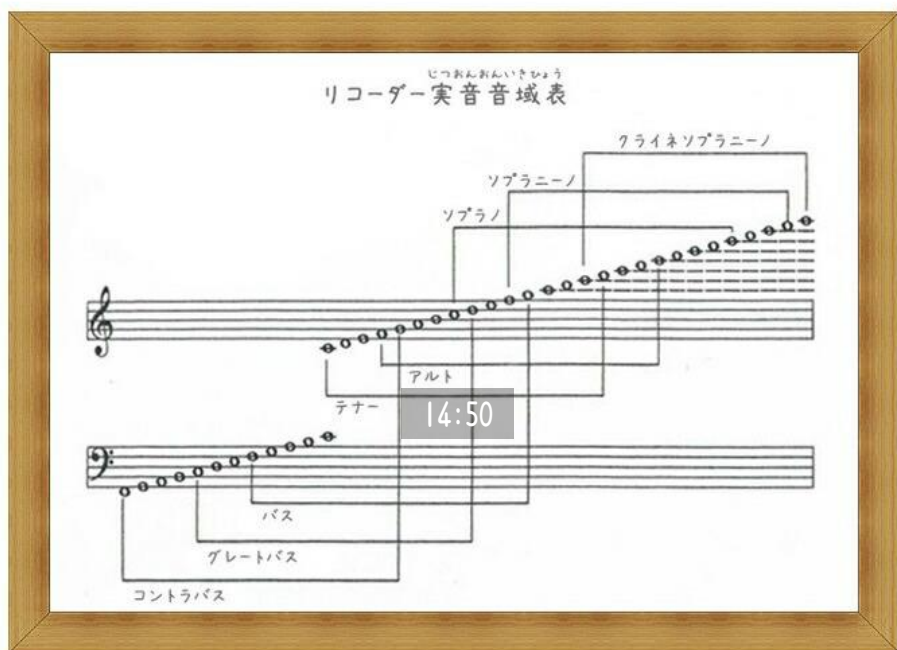 じつおんおんいきひょう
リコーダー実音音域表
クライネソプラニーノ
ソプラニーノ
ソプラノ
アルト
テナー
14:50
バス
グレートバス
コントラバス